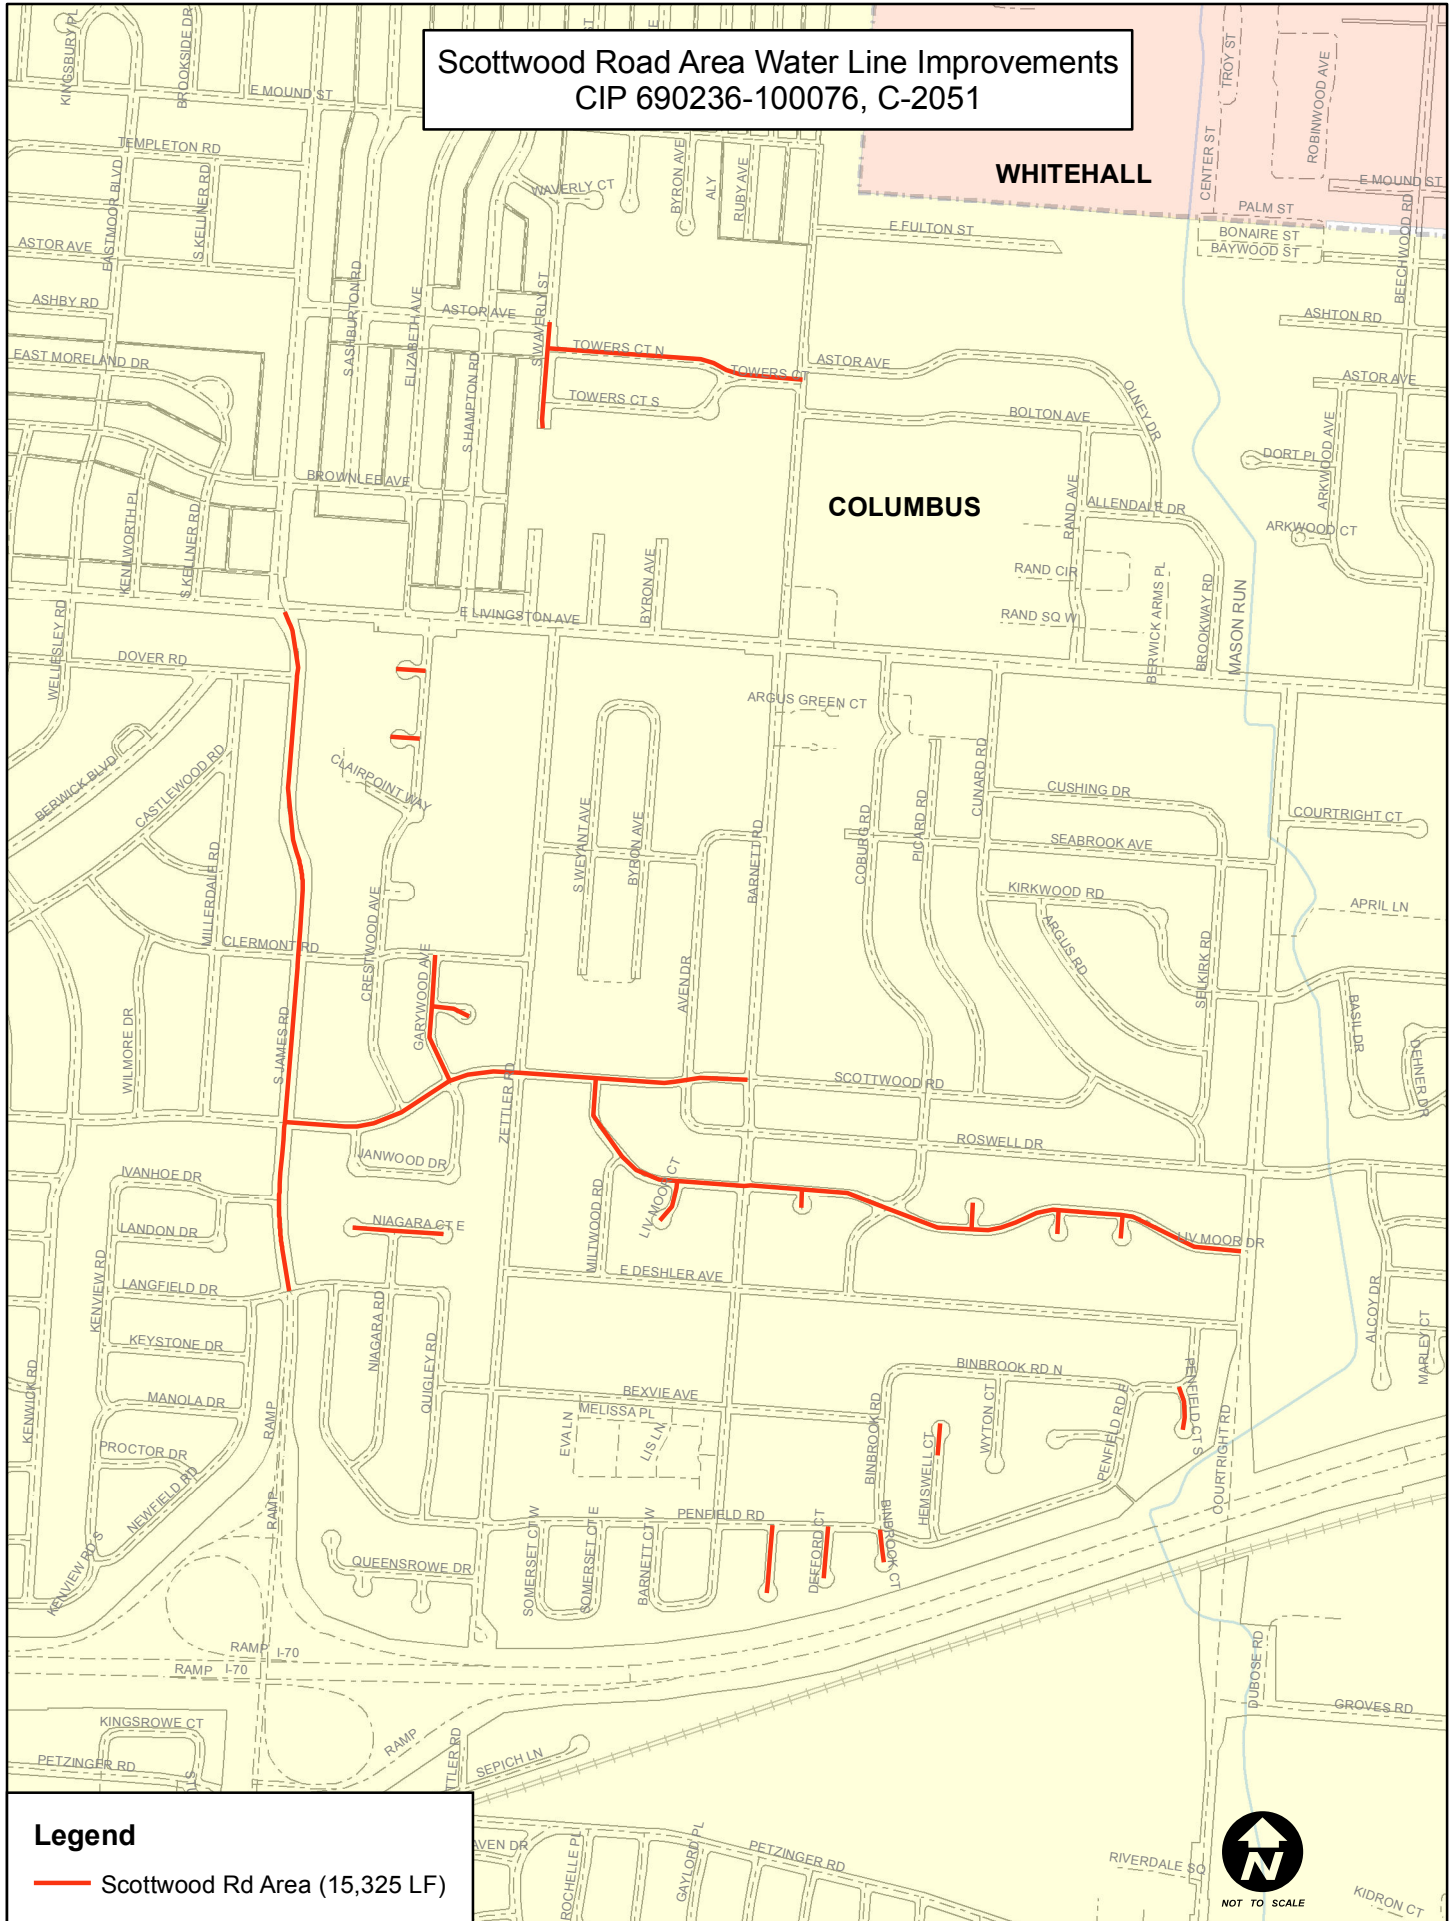 Scottwood Road Area Water Line Improvements
CIP 690236-100076, C-2051
KINGSBURY PL
BROOKSIDE DR
E MOUND ST
TEMPLETON RD
EASTMOOR BLVD
S KELLNER RD
ASTOR AVE
ASHBY RD
EAST MORELAND DR
S ASHBURTON RD
ELIZABETH AVE
ASTOR AVE
S HAMPTON RD
S WAVERLY ST
WAVERLY CT
BYRON AVE
ALY
RUBY AVE
WHITEHALL
TROY ST
ROBINWOOD AVE
CENTER ST
E MOUND ST
PALM ST
BONAIRE ST
BAYWOOD ST
BEECHWOOD RD
E FULTON ST
ASHTON RD
TOWERS CT N
TOWERS CT
TOWERS CT S
ASTOR AVE
OLNEY DR
BOLTON AVE
ASTOR AVE
ARKWOOD AVE
DORT PL
ARKWOOD CT
COLUMBUS
RAND AVE
ALLENDALE DR
RAND CIR
RAND SQ W
BERWICK ARMS PL
BROOKWAY RD
MASON RUN
BROWNLEE AVE
KENILWORTH PL
S KELLNER RD
E LIVINGSTON AVE
BYRON AVE
WELLESLEY RD
DOVER RD
BERWICK BLVD
CASTLEWOOD RD
CLAIRPOINT WAY
ARGUS GREEN CT
S WEYANT AVE
BYRON AVE
BARNETT RD
COBURG RD
PICARD RD
CUNARD RD
CUSHING DR
SEABROOK AVE
COURTRIGHT CT
KIRKWOOD RD
ARGUS RD
SELKIRK RD
APRIL LN
BASIL DR
DEHNER DR
MILLERDALE RD
CLERMONT RD
CRESTWOOD AVE
GARYWOOD AVE
AVEN DR
WILMORE DR
S JAMES RD
ZETTLER RD
SCOTTWOOD RD
ROSWELL DR
JANWOOD DR
IVANHOE DR
LANDON DR
NIAGARA CT E
MILTWOOD RD
LIV-MOOR CT
LIV MOOR DR
E DESHLER AVE
KENVIEW RD
LANGFIELD DR
KEYSTONE DR
MANOLA DR
PROCTOR DR
KENWICK RD
NEWFIELD RD
KENVIEW RD S
RAMP
RAMP
NIAGARA RD
QUIGLEY RD
BEXVIE AVE
MELISSA PL
EVA LN
LIS LN
BINBROOK RD N
BINBROOK RD
WYTON CT
HEMSWELL CT
PENFIELD RD E
PENFIELD CT S
ALCOY DR
MARLEY CT
COURTRIGHT RD
PENFIELD RD
QUEENSROWE DR
SOMERSET CT W
SOMERSET CT E
BARNETT CT W
DEFFORD CT
BINBROOK CT
RAMP
I-70
RAMP
I-70
RAMP
DUBOSE RD
GROVES RD
KINGSROWE CT
PETZINGER RD
TTLER RD
SEPICH LN
AVEN DR
ROCHELLE PL
GAYLORD PL
PETZINGER RD
RIVERDALE SQ
KIDRON CT
Legend
Scottwood Rd Area (15,325 LF)
N
NOT TO SCALE